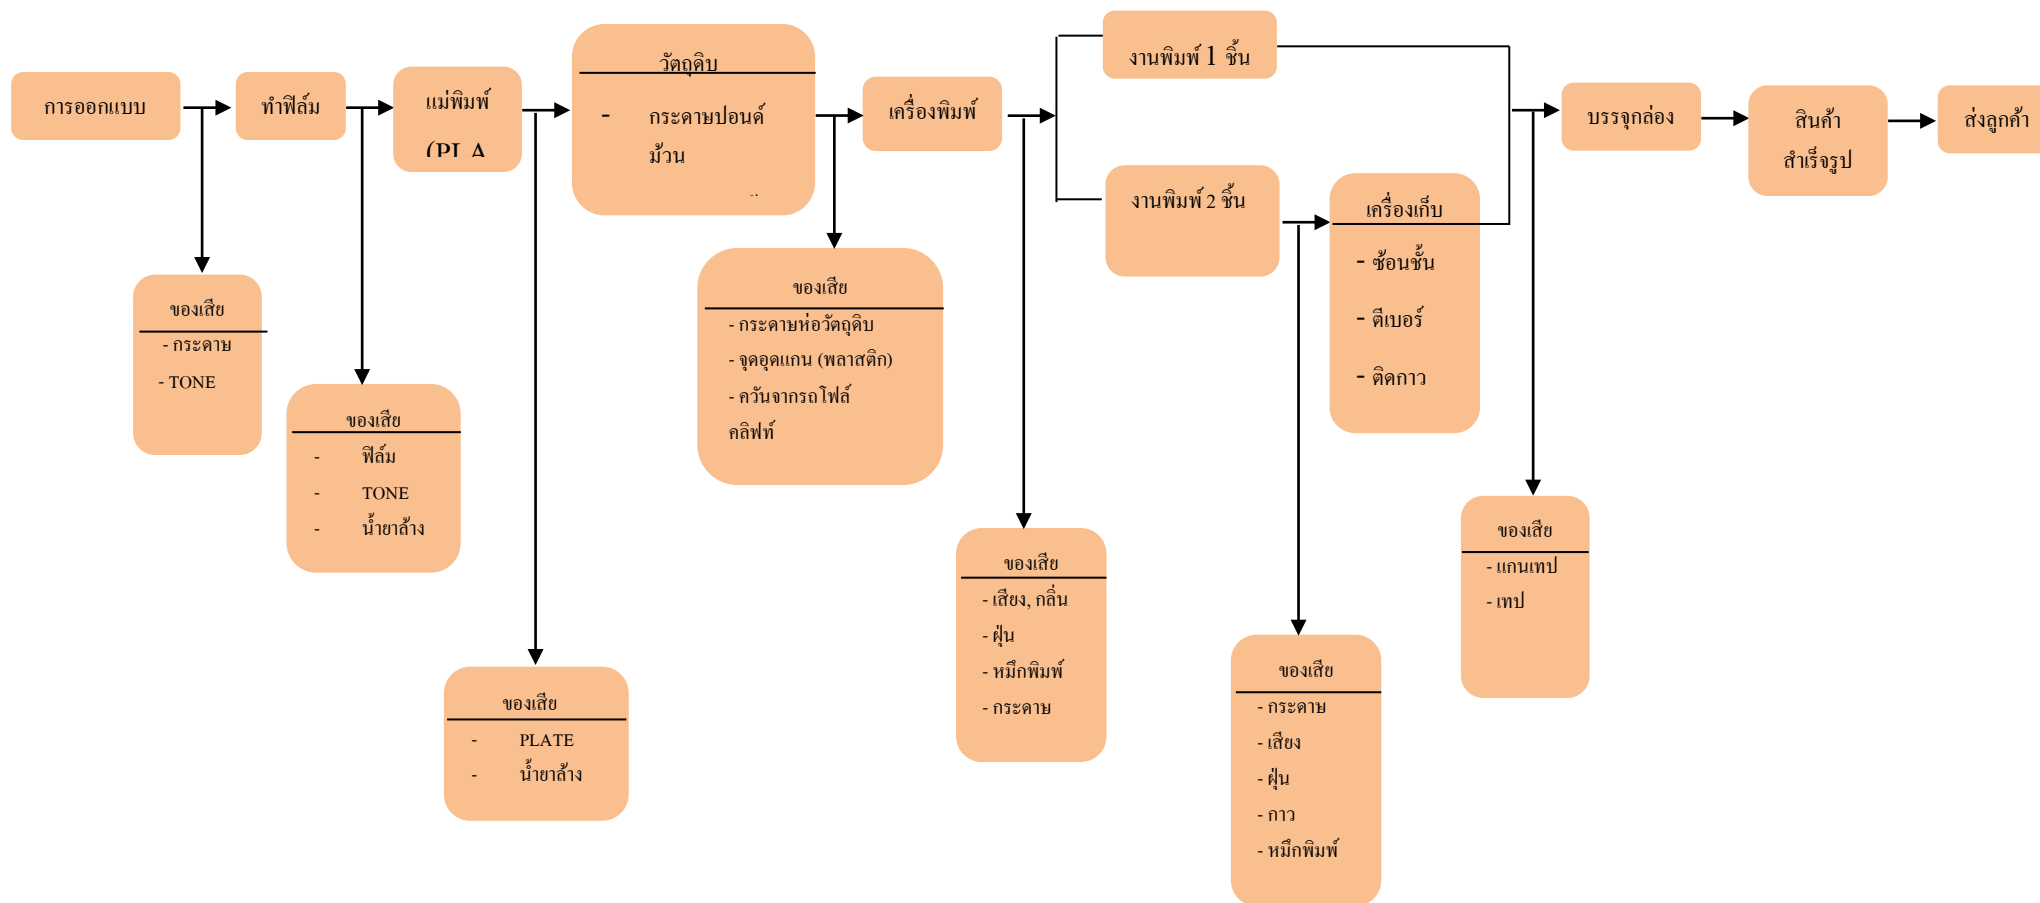 การออกแบบ
ทำฟิล์ม
แม่พิมพ์
วัตถุดิบ
- กระดาษปอนด์
ม้วน
เครื่องพิมพ์
งานพิมพ์ 1 ชิ้น
งานพิมพ์ 2 ชิ้น
เครื่องเก็บ
- ซ้อนชั้น
- ตีเบอร์
- ติดกาว
บรรจุกล่อง
สินค้า
สำเร็จรูป
ส่งลูกค้า
ของเสีย
- กระดาษ
- TONE
ของเสีย
- ฟิล์ม
- TONE
- น้ำยาล้าง
ของเสีย
- PLATE
- น้ำยาล้าง
ของเสีย
- กระดาษห่อวัตถุดิบ
- จุดอุดแกน (พลาสติก)
- ควันจากรถโฟล์
คลิฟท์
ของเสีย
- เสียง, กลิ่น
- ฝุ่น
- หมึกพิมพ์
- กระดาษ
ของเสีย
- กระดาษ
- เสียง
- ฝุ่น
- กาว
- หมึกพิมพ์
ของเสีย
- แกนเทป
- เทป